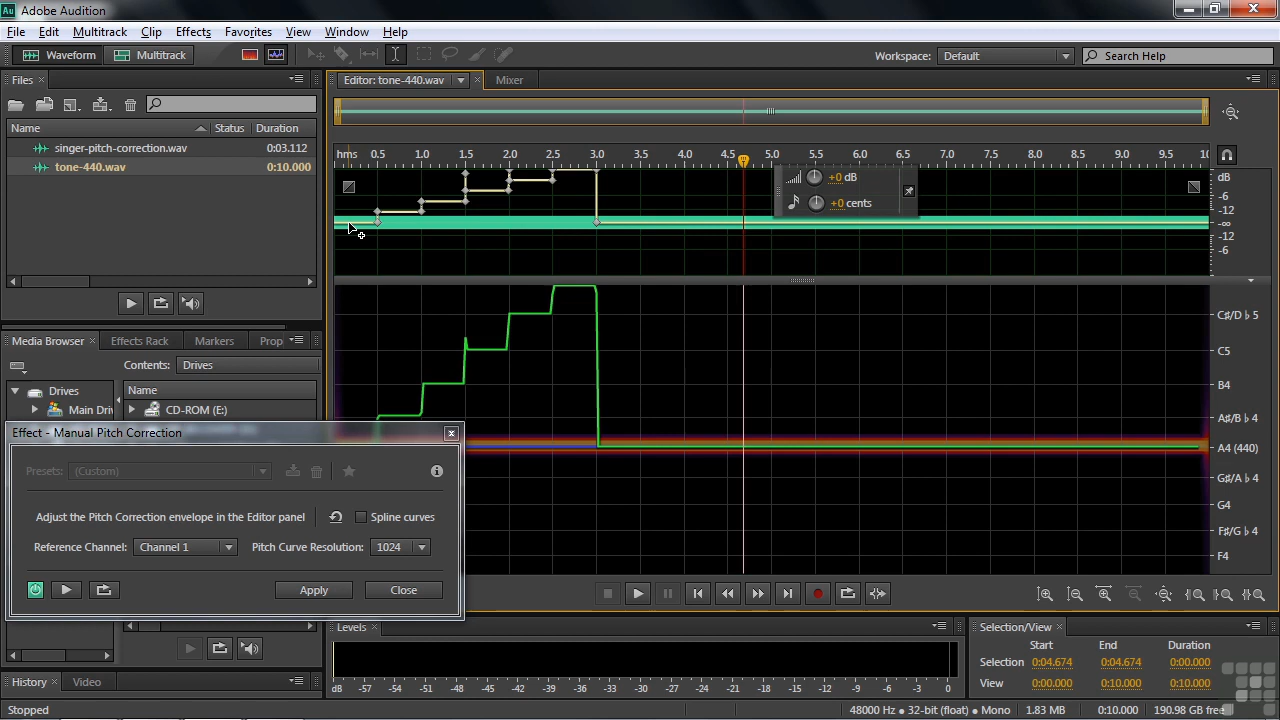 Au Adobe Audition
File Edit Multitrack Clip Effects Favorites View Window Help
Waveform Multitrack Workspace: Default Search Help
Files Editor: tone-440.wav Mixer
Name Status Duration
singer-pitch-correction.wav 0:03.112
tone-440.wav 0:10.000
hms 0.5 1.0 1.5 2.0 2.5 3.0 3.5 4.0 4.5 5.0 5.5 6.0 6.5 7.0 7.5 8.0 8.5 9.0 9.5 10
+0 dB
+0 cents
dB
-6
-12
-∞
-12
-6
C♯/D♭5
C5
B4
A♯/B♭4
A4 (440)
G♯/A♭4
G4
F♯/G♭4
F4
Media Browser Effects Rack Markers Prop
Contents: Drives
Drives Name
Main Driv CD-ROM (E:)
Effect - Manual Pitch Correction
Presets: (Custom)
Adjust the Pitch Correction envelope in the Editor panel Spline curves
Reference Channel: Channel 1 Pitch Curve Resolution: 1024
Apply Close
History Video
Levels
dB -57 -54 -51 -48 -45 -42 -39 -36 -33 -30 -27 -24 -21 -18 -15 -12 -9 -6 -3 0
Selection/View
Start End Duration
Selection 0:04.674 0:04.674 0:00.000
View 0:00.000 0:10.000 0:10.000
Stopped 48000 Hz ● 32-bit (float) ● Mono 1.83 MB 0:10.000 190.98 GB free